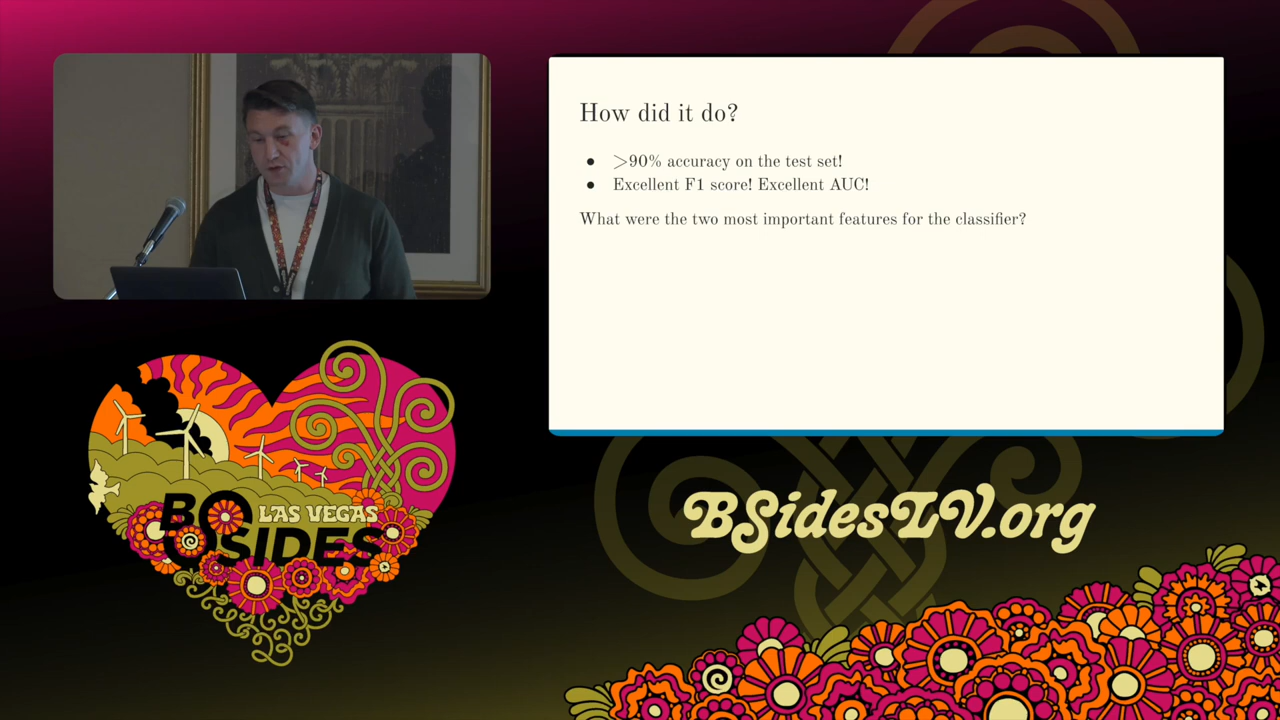 How did it do?
● >90% accuracy on the test set!
● Excellent F1 score! Excellent AUC!
What were the two most important features for the classifier?
BSidesLV.org
LAS VEGAS
BSIDES